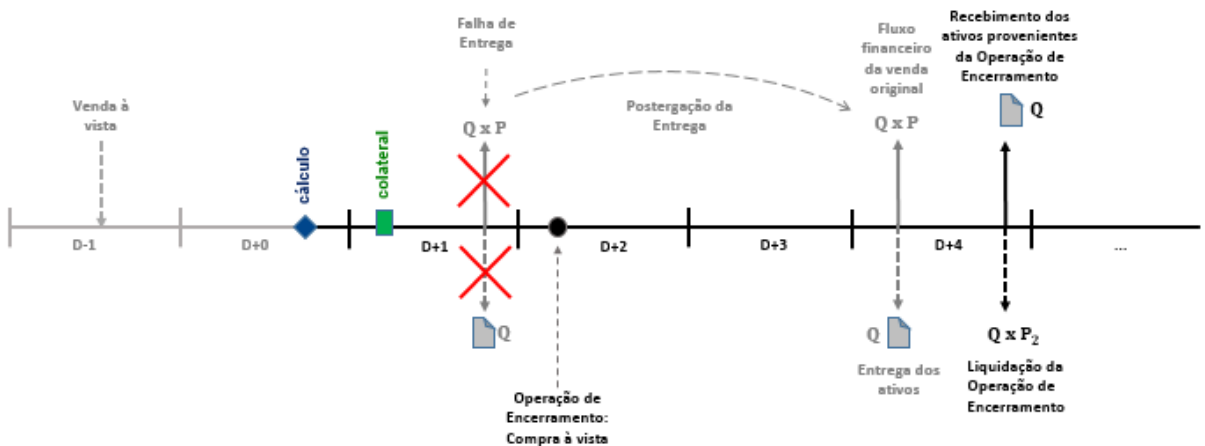 Falha de
Entrega
Fluxo
financeiro
da venda
original
Recebimento dos
ativos provenientes
da Operação de
Encerramento
Venda à
vista
Postergação da
Entrega
Q x P
Q x P
Q
cálculo
colateral
D-1
D+0
D+1
D+2
D+3
D+4
...
Q
Q
Q x P₂
Entrega dos
ativos
Liquidação da
Operação de
Encerramento
Operação de
Encerramento:
Compra à vista